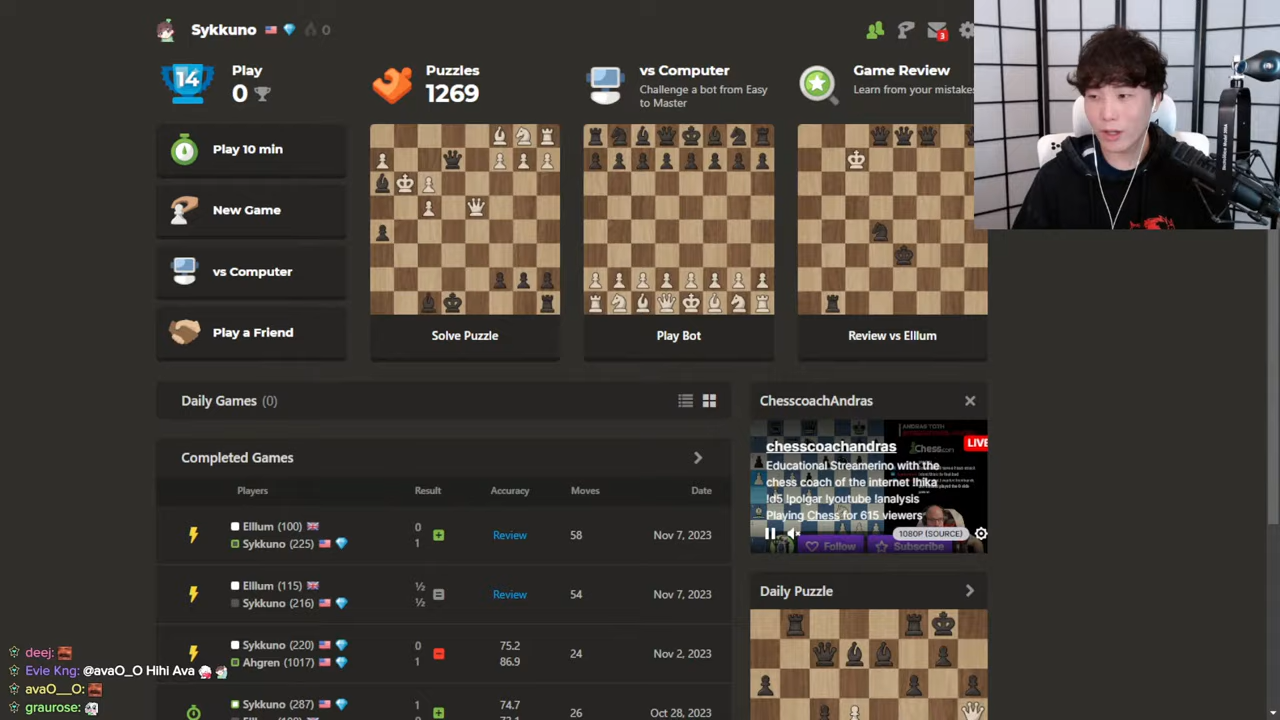 Sykkuno 0
3
14
Play
0
Puzzles
1269
vs Computer
Challenge a bot from Easy
to Master
Game Review
Learn from your mistakes
Play 10 min
New Game
vs Computer
Play a Friend
Solve Puzzle
Play Bot
Review vs Elllum
Daily Games (0)
ChesscoachAndras
LIVE
chesscoachandras
Educational Streamerino with the
chess coach of the internet !hika
!d5 !polgar !youtube !analysis
Playing Chess for 615 viewers
1080P (SOURCE)
Follow
Subscribe
Completed Games
Players Result Accuracy Moves Date
Elllum (100) 0
Sykkuno (225) 1
Review 58 Nov 7, 2023
Elllum (115) ½
Sykkuno (216) ½
Review 54 Nov 7, 2023
Sykkuno (220) 0 75.2
Ahgren (1017) 1 86.9
24 Nov 2, 2023
Sykkuno (287) 1 74.7
26 Oct 28, 2023
Daily Puzzle
deej:
Evie Kng: @avaO_O Hihi Ava
avaO__O:
graurose: